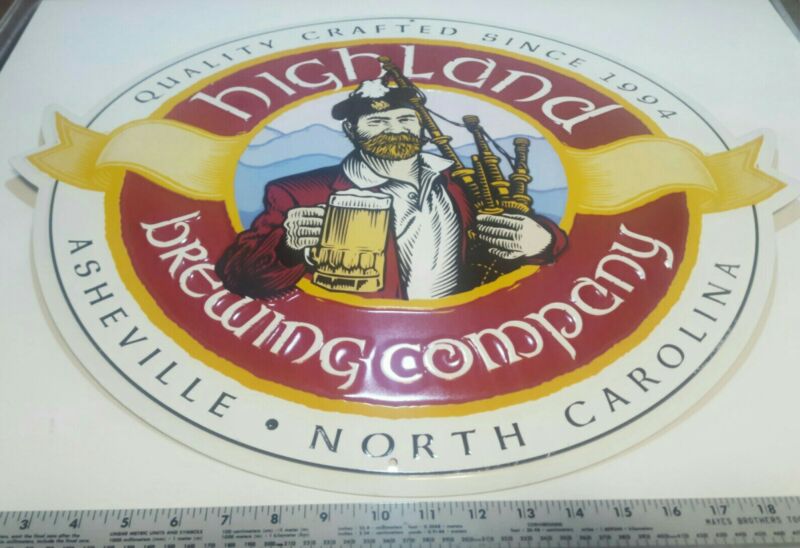 QUALITY CRAFTED SINCE 1994
highland
brewing company
ASHEVILLE • NORTH CAROLINA
3 4 5 6 7 8 9 10 11 12 13 14 15 16 17 18
MAYES BROTHERS TOO